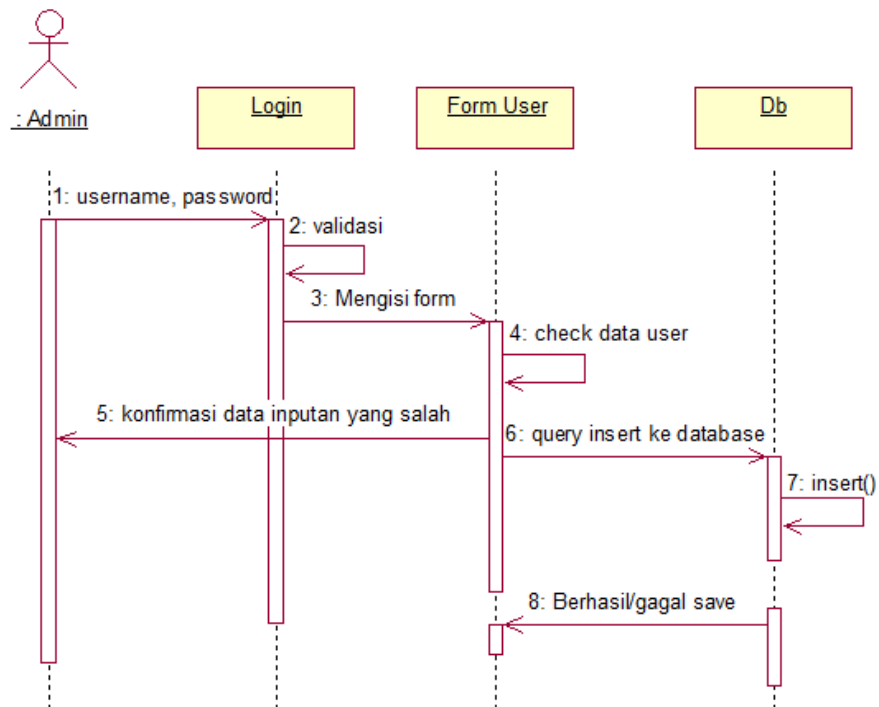 : Admin
Login
Form User
Db
1: username, password
2: validasi
3: Mengisi form
4: check data user
5: konfirmasi data inputan yang salah
6: query insert ke database
7: insert()
8: Berhasil/gagal save